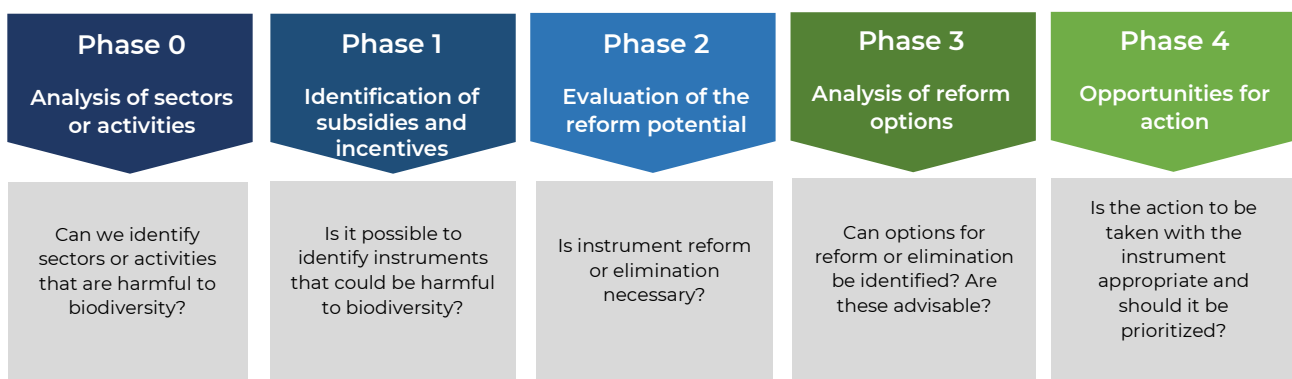 Phase 0
Analysis of sectors
or activities
Can we identify
sectors or activities
that are harmful to
biodiversity?
Phase 1
Identification of
subsidies and
incentives
Is it possible to
identify instruments
that could be harmful
to biodiversity?
Phase 2
Evaluation of the
reform potential
Is instrument reform
or elimination
necessary?
Phase 3
Analysis of reform
options
Can options for
reform or elimination
be identified? Are
these advisable?
Phase 4
Opportunities for
action
Is the action to be
taken with the
instrument
appropriate and
should it be
prioritized?